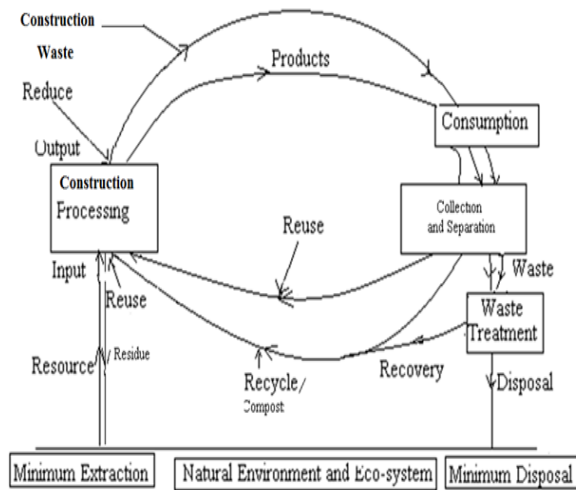 Construction
Waste
Products
Reduce
Consumption
Output
Construction
Processing
Collection
and Separation
Reuse
Input
Waste
Reuse
Waste
Treatment
Resource
/ Residue
Recovery
Recycle/
Compost
Disposal
Minimum Extraction
Natural Environment and Eco-system
Minimum Disposal